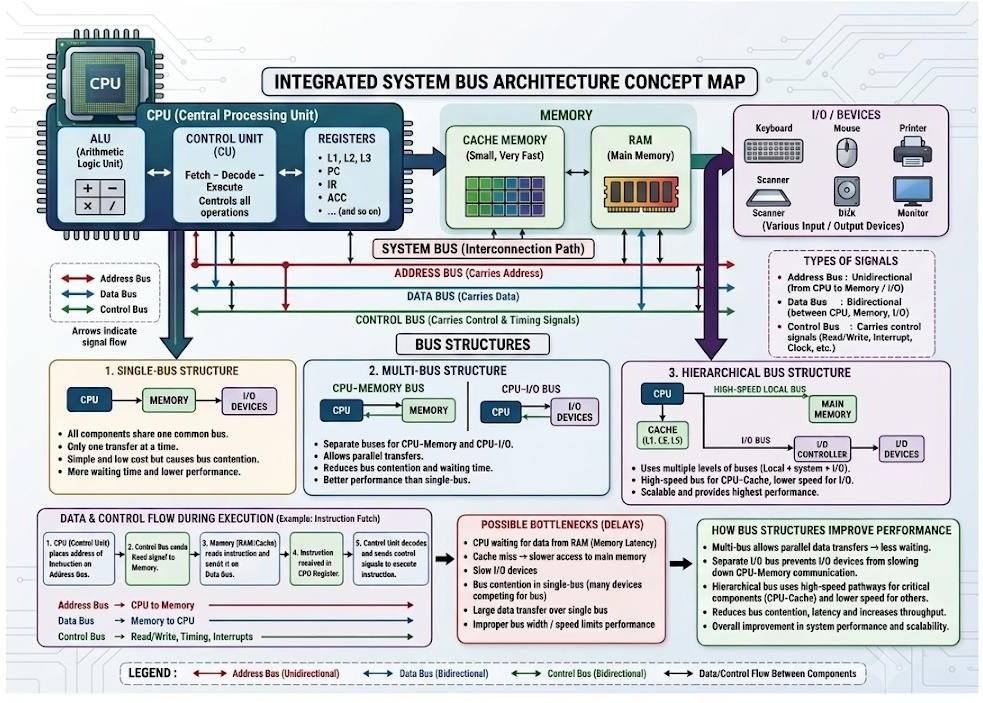 INTEGRATED SYSTEM BUS ARCHITECTURE CONCEPT MAP
CPU
CPU (Central Processing Unit)
ALU
(Arithmetic
Logic Unit)
+ −
× /
CONTROL UNIT
(CU)
Fetch – Decode –
Execute
Controls all
operations
REGISTERS
• L1, L2, L3
• PC
• IR
• ACC
• ... (and so on)
MEMORY
CACHE MEMORY
(Small, Very Fast)
RAM
(Main Memory)
I/O / BEVICES
Keyboard
Mouse
Printer
Scanner
Scanner
Monitor
(Various Input / Output Devices)
SYSTEM BUS (Interconnection Path)
ADDRESS BUS (Carries Address)
DATA BUS (Carries Data)
CONTROL BUS (Carries Control & Timing Signals)
Address Bus
Data Bus
Control Bus
Arrows indicate
signal flow
TYPES OF SIGNALS
• Address Bus : Unidirectional
(from CPU to Memory / I/O)
• Data Bus : Bidirectional
(between CPU, Memory, I/O)
• Control Bus : Carries control
signals (Read/Write, Interrupt,
Clock, etc.)
BUS STRUCTURES
1. SINGLE-BUS STRUCTURE
CPU
MEMORY
I/O
DEVICES
• All components share one common bus.
• Only one transfer at a time.
• Simple and low cost but causes bus contention.
• More waiting time and lower performance.
2. MULTI-BUS STRUCTURE
CPU-MEMORY BUS
CPU
MEMORY
CPU-I/O BUS
CPU
I/O
DEVICES
• Separate buses for CPU-Memory and CPU-I/O.
• Allows parallel transfers.
• Reduces bus contention and waiting time.
• Better performance than single-bus.
3. HIERARCHICAL BUS STRUCTURE
CPU
HIGH-SPEED LOCAL BUS
MAIN
MEMORY
CACHE
(L1. CE, L5)
I/O BUS
I/D
CONTROLLER
I/D
DEVICES
• Uses multiple levels of buses (Local + system + I/O).
• High-speed bus for CPU-Cache, lower speed for I/O.
• Scalable and provides highest performance.
DATA & CONTROL FLOW DURING EXECUTION (Example: Instruction Futch)
1. CPU (Control Unit)
places address of
on
2. Control Bus
to
Memory.
3.
reads instruction and
on
4. Instruction
in
CPO Register.
5. Control Unit decodes
and sends control
to
instruction.
Address Bus → CPU to Memory
Data Bus → Memory to CPU
Control Bus → Read/Write, Timing, Interrupts
POSSIBLE BOTTLENECKS (DELAYS)
• CPU waiting for data from RAM (Memory Latency)
• Cache miss → slower access to main memory
• Slow I/O devices
• Bus contention in single-bus (many devices
competing for bus)
• Large data transfer over single bus
• Improper bus width / speed limits performance
HOW BUS STRUCTURES IMPROVE PERFORMANCE
• Multi-bus allows parallel data transfers → less waiting.
• Separate I/O bus prevents I/O devices from slowing
down CPU-Memory communication.
• Hierarchical bus uses high-speed pathways for critical
components (CPU-Cache) and lower speed for others.
• Reduces bus contention, latency and increases throughput.
• Overall improvement in system performance and scalability.
LEGEND :
Address Bus (Unidirectional)
Data Bus (Bidirectional)
Control Bus (Bidirectional)
Data/Control Flow Between Components